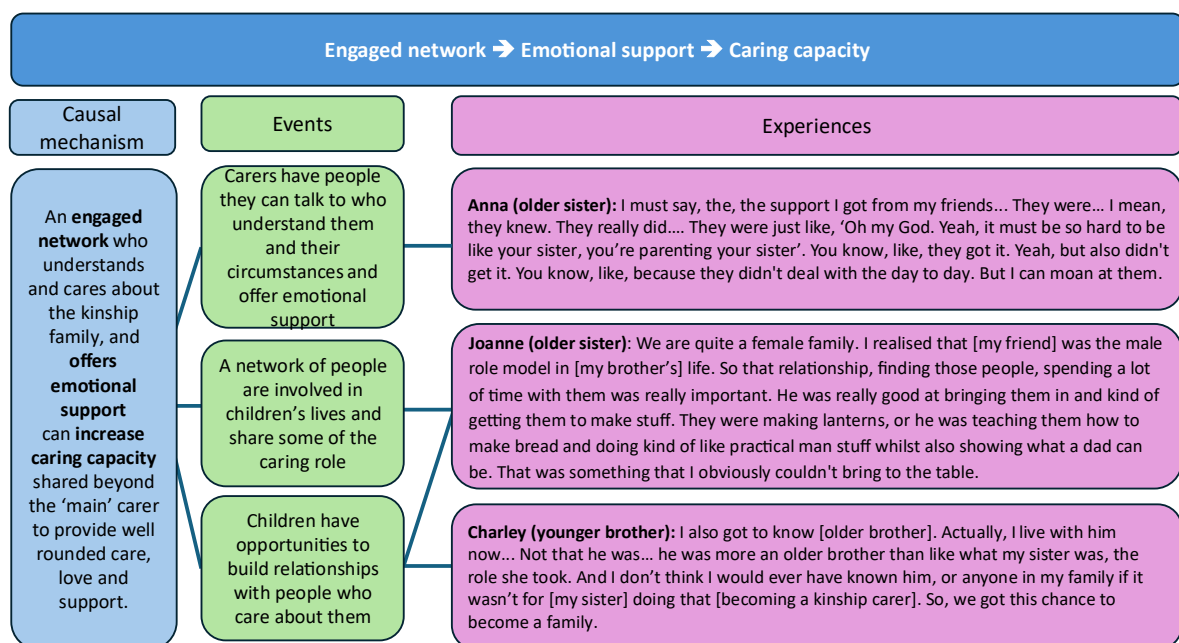 Engaged network ➔ Emotional support ➔ Caring capacity
Causal
mechanism
Events
Experiences
An engaged
network who
understands
and cares about
the kinship
family, and
offers
emotional
support
can increase
caring capacity
shared beyond
the ‘main’ carer
to provide well
rounded care,
love and
support.
Carers have people
they can talk to who
understand them
and their
circumstances and
offer emotional
support
A network of people
are involved in
children’s lives and
share some of the
caring role
Children have
opportunities to
build relationships
with people who
care about them
Anna (older sister): I must say, the, the support I got from my friends... They were... I mean,
they knew. They really did.... They were just like, ‘Oh my God. Yeah, it must be so hard to
be like your sister, you’re parenting your sister’. You know, like, they got it. Yeah, but also didn't
get it. You know, like, because they didn't deal with the day to day. But I can moan at them.
Joanne (older sister): We are quite a female family. I realised that [my friend] was the male
role model in [my brother’s] life. So that relationship, finding those people, spending a lot
of time with them was really important. He was really good at bringing them in and kind of
getting them to make stuff. They were making lanterns, or he was teaching them how to
make bread and doing kind of like practical man stuff whilst also showing what a dad can
be. That was something that I obviously couldn't bring to the table.
Charley (younger brother): I also got to know [older brother]. Actually, I live with him
now... Not that he was... he was more an older brother than like what my sister was, the
role she took. And I don’t think I would ever have known him, or anyone in my family if it
wasn’t for [my sister] doing that [becoming a kinship carer]. So, we got this chance to
become a family.